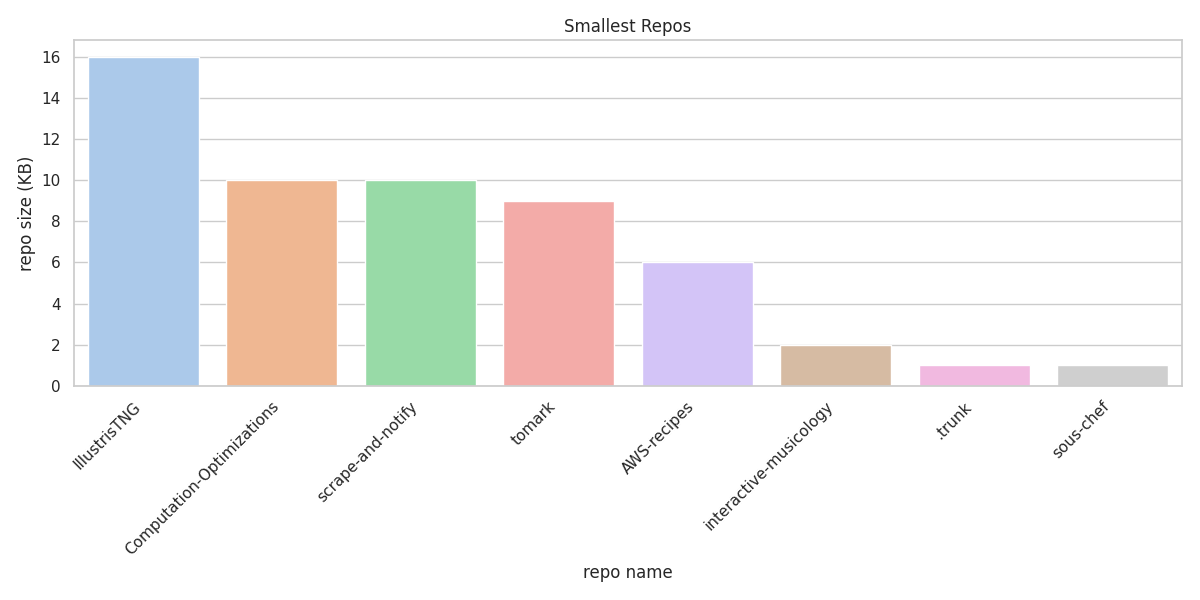 Smallest Repos
repo size (KB)
16
14
12
10
8
6
4
2
0
IllustrisTNG
Computation-Optimizations
scrape-and-notify
tomark
AWS-recipes
interactive-musicology
.trunk
sous-chef
repo name